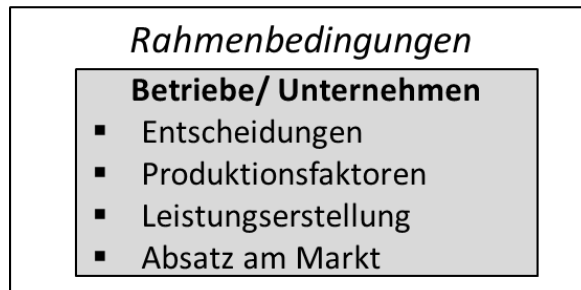 Rahmenbedingungen
Betriebe/ Unternehmen
▪ Entscheidungen
▪ Produktionsfaktoren
▪ Leistungserstellung
▪ Absatz am Markt